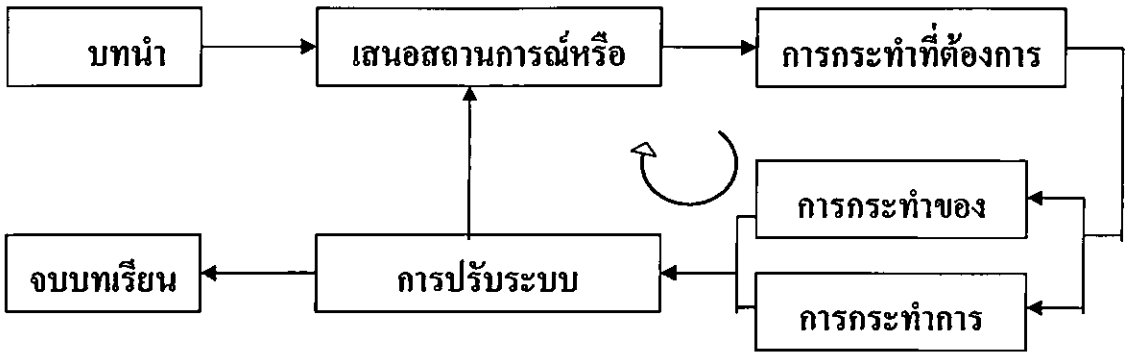 บทนำ
เสนอสถานการณ์หรือ
การกระทำที่ต้องการ
การกระทำของ
จบบทเรียน
การปรับระบบ
การกระทำการ